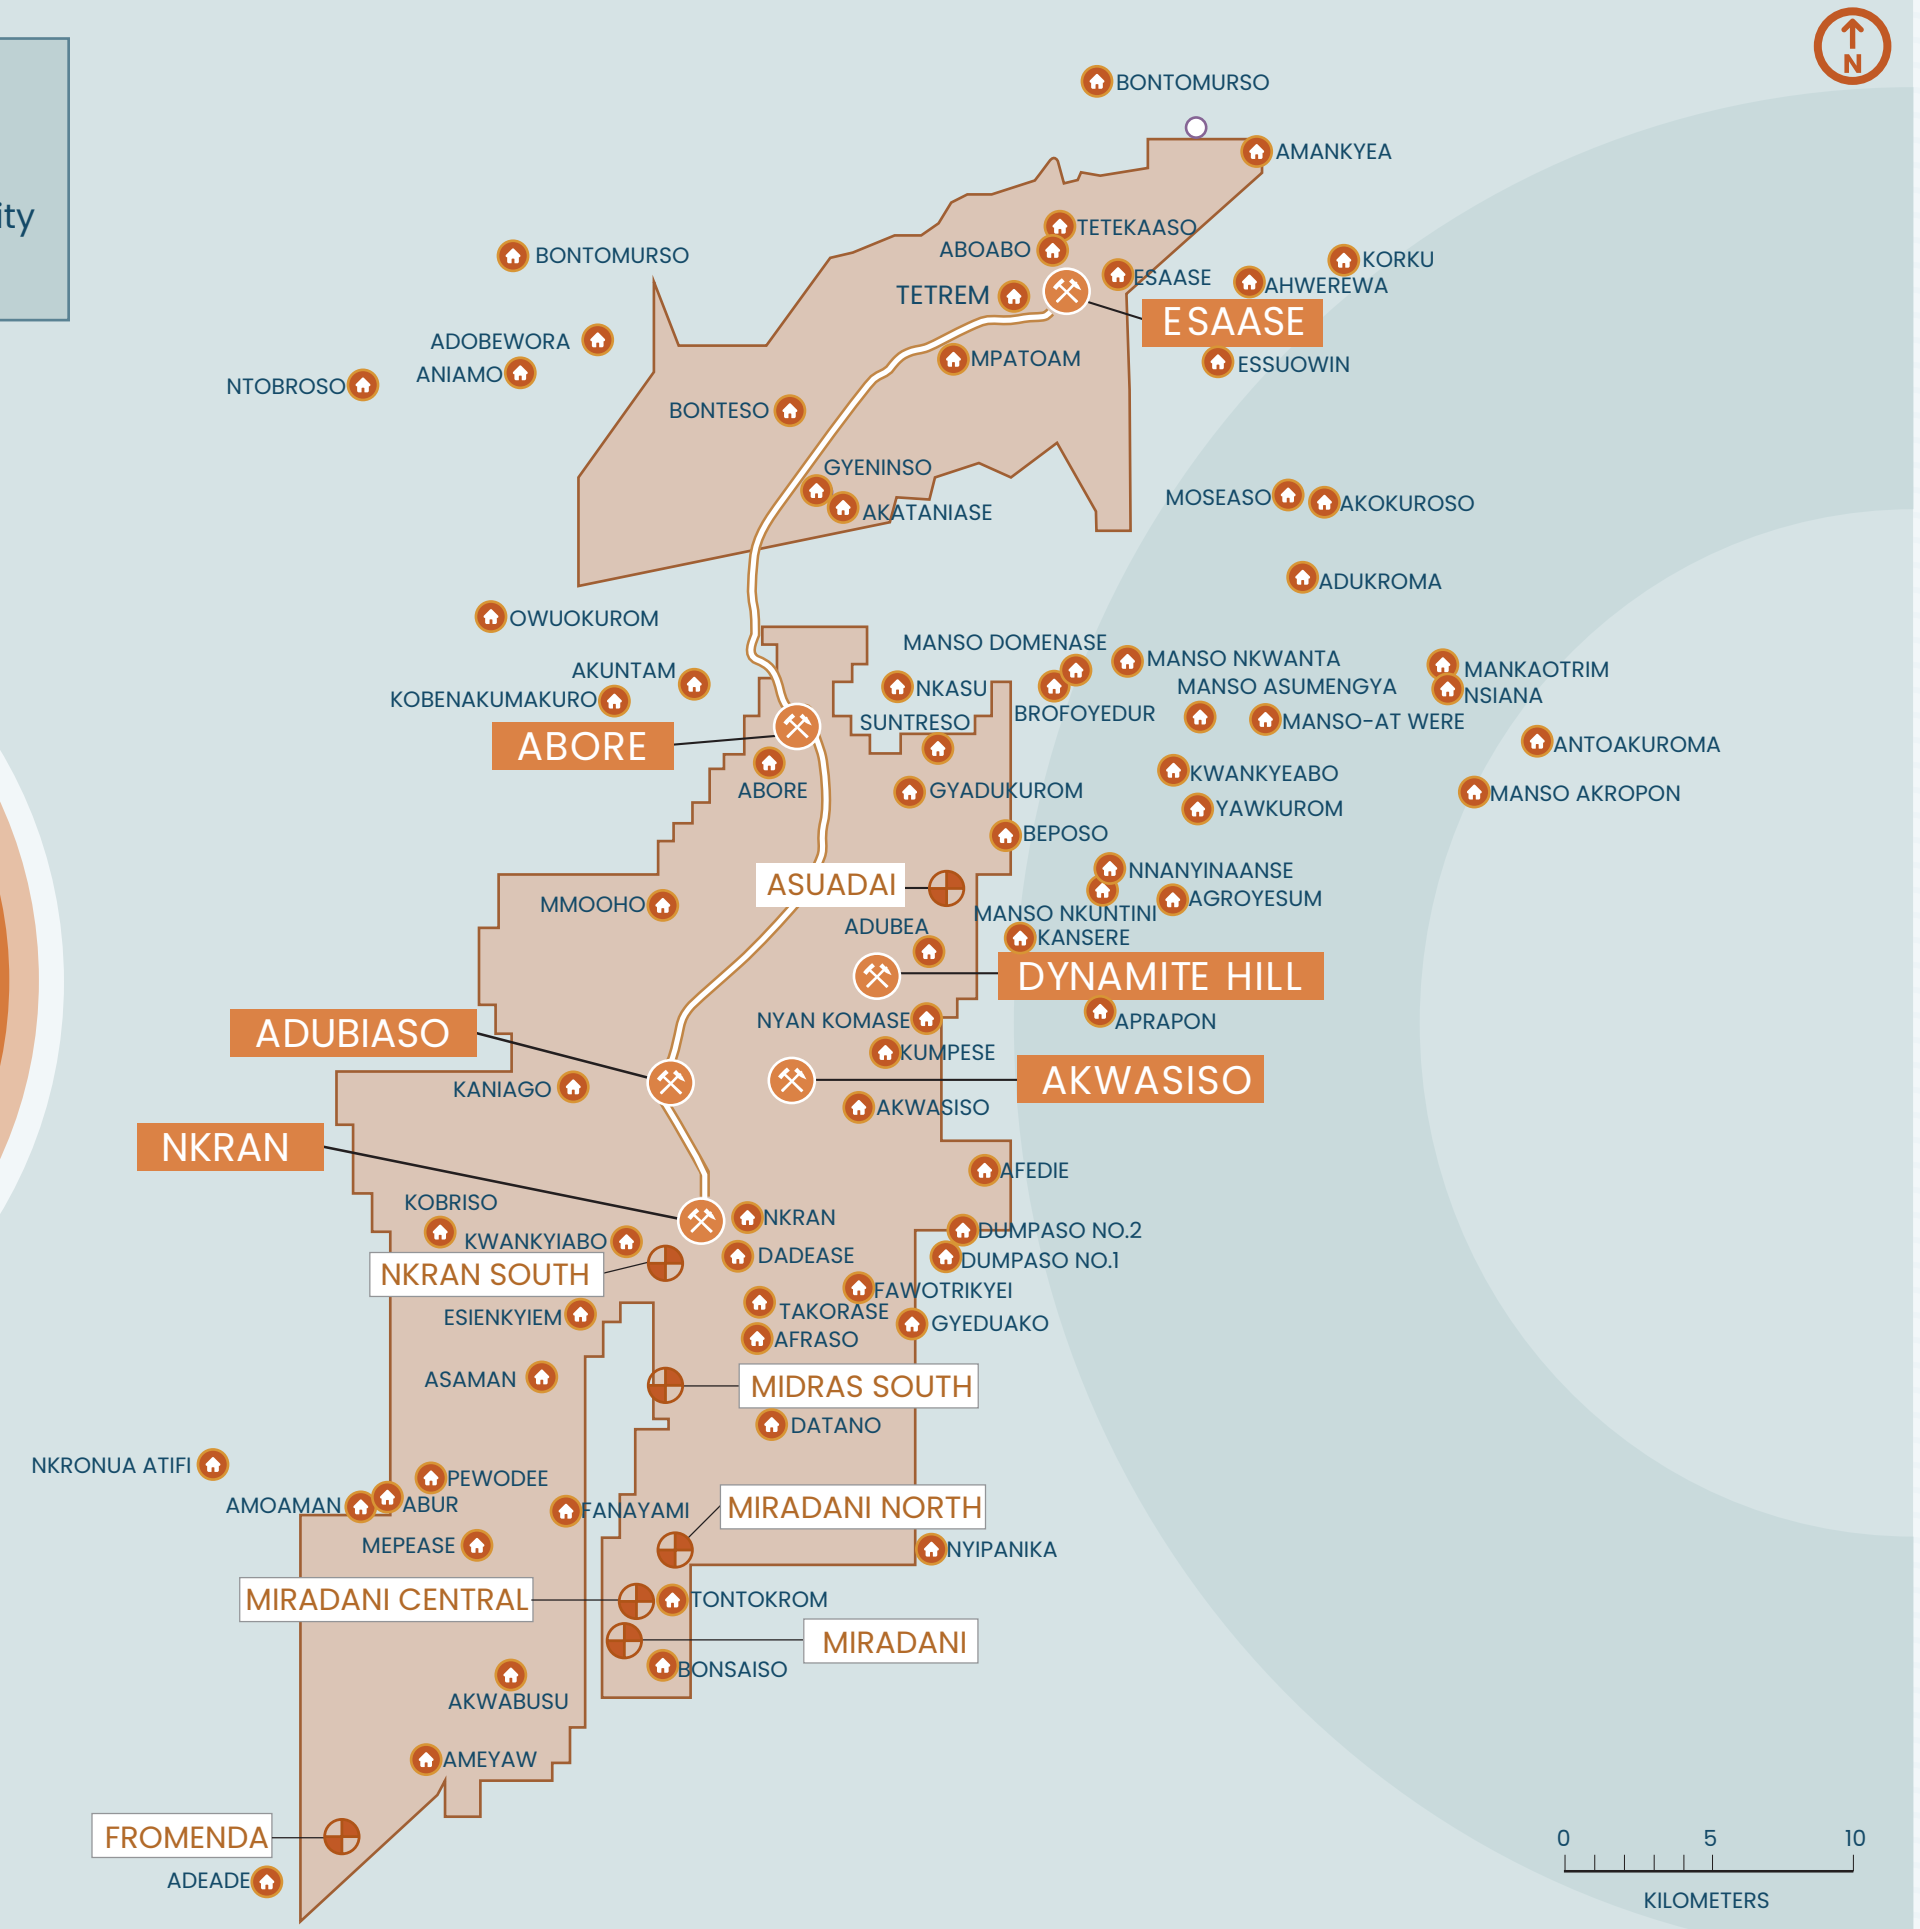 N
BONTOMURSO
AMANKYEA
ity
TETEKAASO
ABOABO
BONTOMURSO
KORKU
ESAASE
AHWEREWA
TETREM
ESAASE
ADOBEWORA
MPATOAM
ESSUOWIN
ANIAMO
NTOBROSO
BONTESO
GYENINSO
MOSEASO
AKOKUROSO
AKATANIASE
ADUKROMA
OWUOKUROM
MANSO DOMENASE
MANSO NKWANTA
AKUNTAM
MANKAOTRIM
NKASU
MANSO ASUMENGYA
NSIANA
KOBENAKUMAKURO
BROFOYEDUR
SUNTRESO
MANSO-AT WERE
ABORE
ANTOAKUROMA
KWANKYEABO
ABORE
GYADUKUROM
MANSO AKROPON
YAWKUROM
BEPOSO
NNANYINAANSE
ASUADAI
AGROYESUM
MMOOHO
MANSO NKUNTINI
ADUBEA
KANSERE
DYNAMITE HILL
NYAN KOMASE
APRAPON
ADUBIASO
KUMPESE
AKWASISO
KANIAGO
AKWASISO
NKRAN
AFEDIE
KOBRISO
NKRAN
DUMPASO NO.2
KWANKYIABO
DADEASE
DUMPASO NO.1
NKRAN SOUTH
FAWOTRIKYEI
TAKORASE
ESIENKYIEM
GYEDUAKO
AFRASO
ASAMAN
MIDRAS SOUTH
DATANO
NKRONUA ATIFI
PEWODEE
AMOAMAN
ABUR
FANAYAMI
MIRADANI NORTH
MEPEASE
NYIPANIKA
MIRADANI CENTRAL
TONTOKROM
MIRADANI
BONSAISO
AKWABUSU
AMEYAW
FROMENDA
0 5 10
ADEADE
KILOMETERS